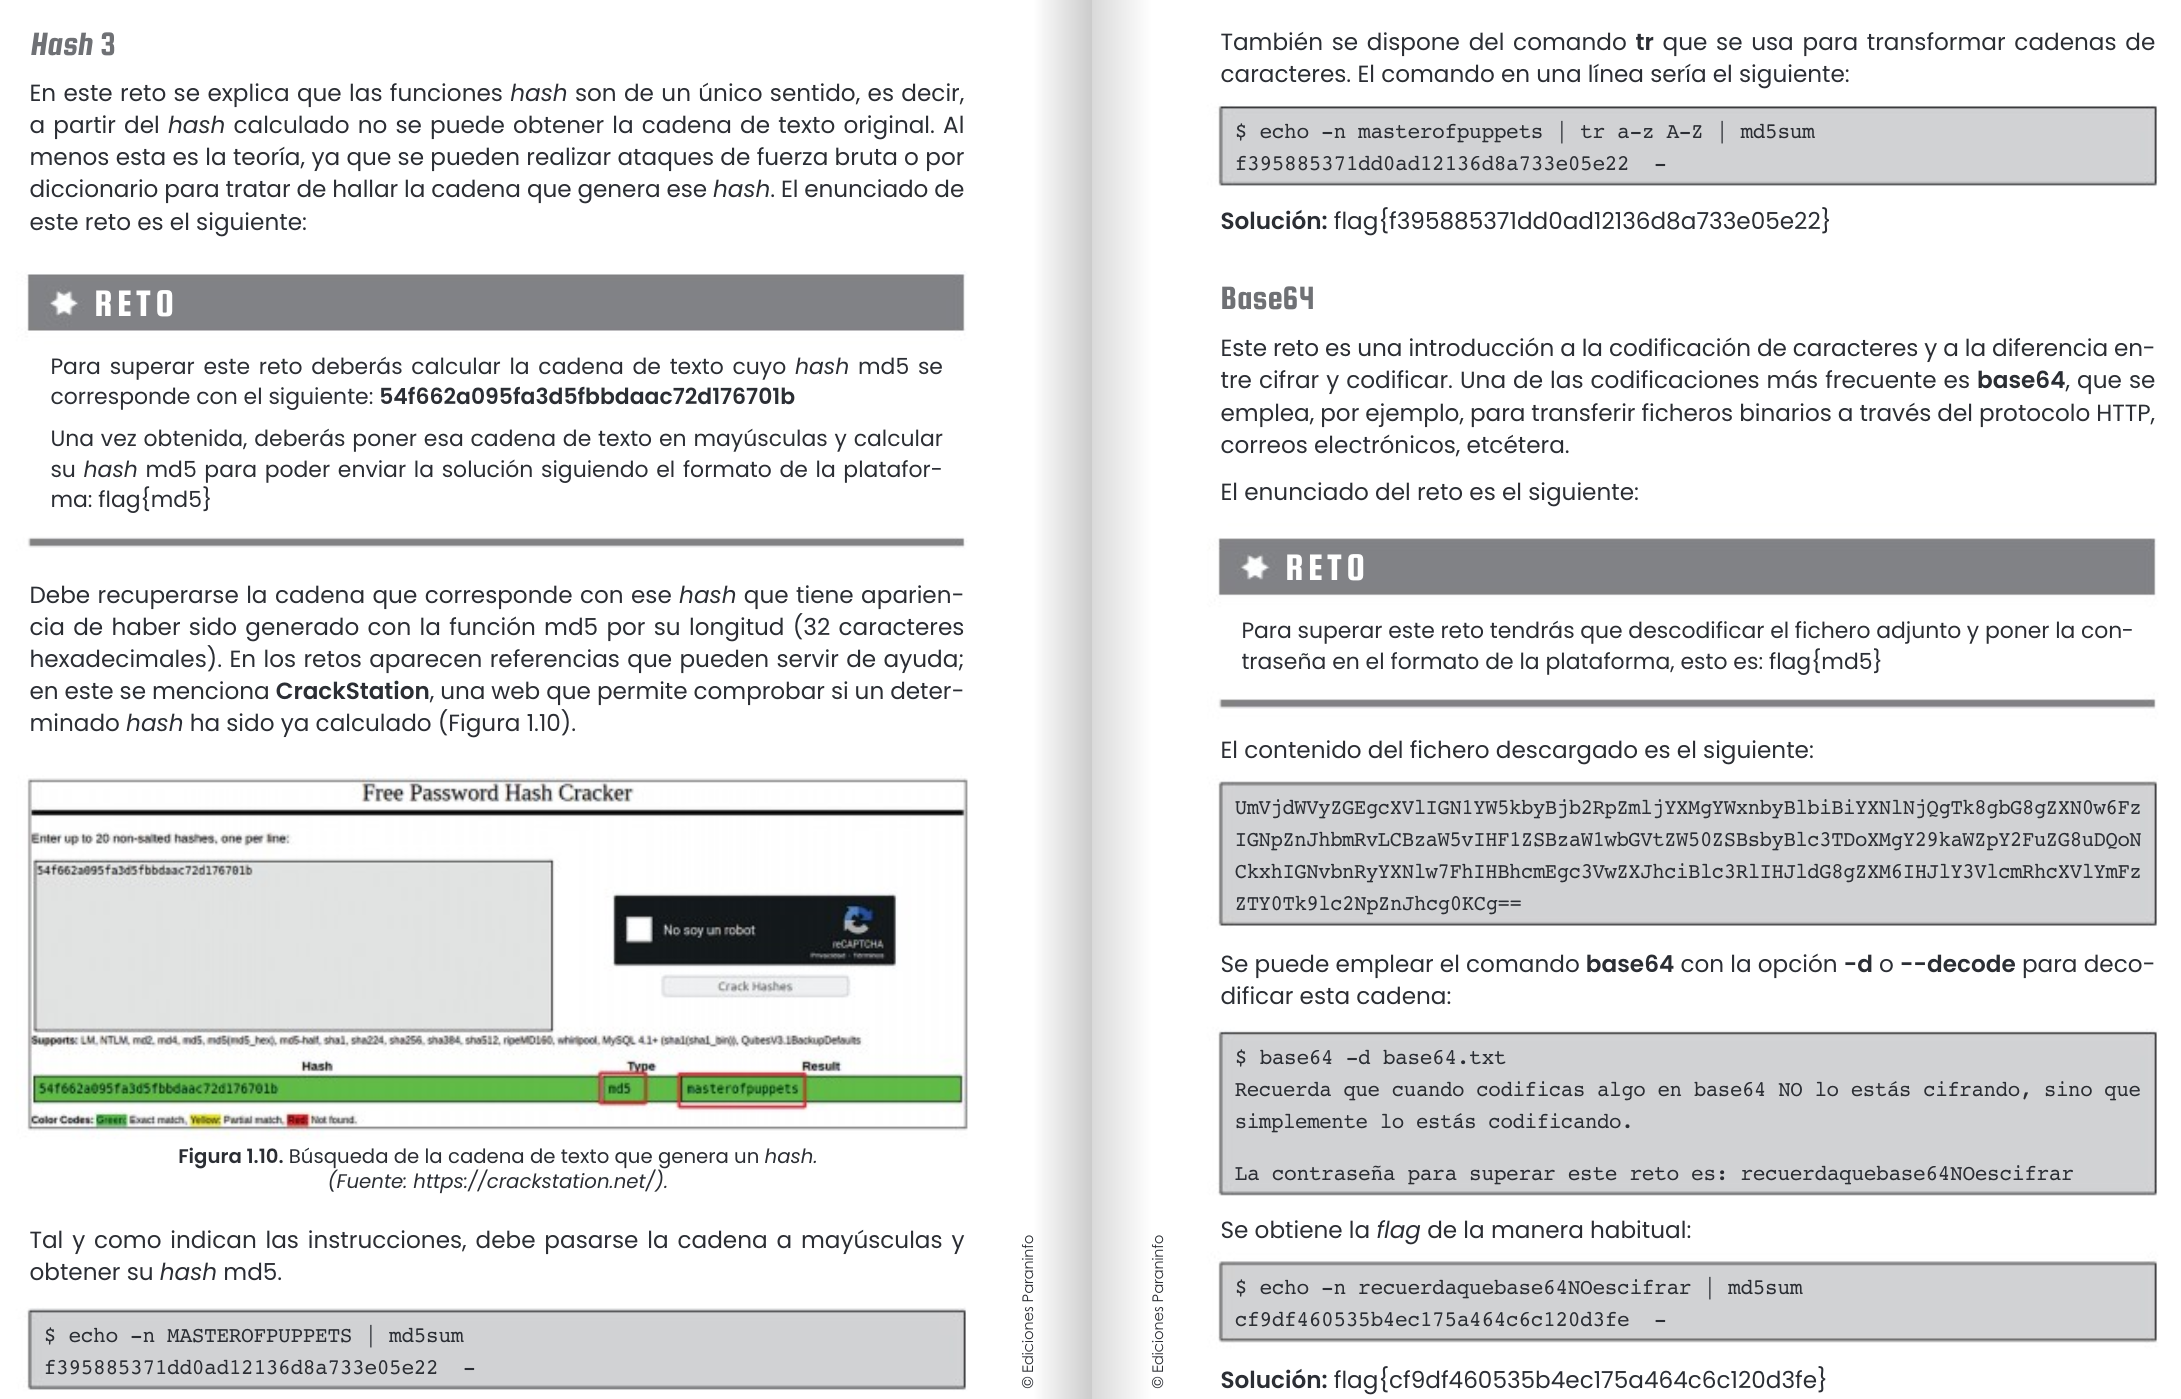 Hash 3
En este reto se explica que las funciones hash son de un único sentido, es decir,
a partir del hash calculado no se puede obtener la cadena de texto original. Al
menos esta es la teoría, ya que se pueden realizar ataques de fuerza bruta o por
diccionario para tratar de hallar la cadena que genera ese hash. El enunciado de
este reto es el siguiente:
RETO
Para superar este reto deberás calcular la cadena de texto cuyo hash md5 se
corresponde con el siguiente: 54f662a095fa3d5fbbdaac72d176701b
Una vez obtenida, deberás poner esa cadena de texto en mayúsculas y calcular
su hash md5 para poder enviar la solución siguiendo el formato de la platafor-
ma: flag{md5}
Debe recuperarse la cadena que corresponde con ese hash que tiene aparien-
cia de haber sido generado con la función md5 por su longitud (32 caracteres
hexadecimales). En los retos aparecen referencias que pueden servir de ayuda;
en este se menciona CrackStation, una web que permite comprobar si un deter-
minado hash ha sido ya calculado (Figura 1.10).
Free Password Hash Cracker
Enter up to 20 non-salted hashes, one per line:
54f662a095fa3d5fbbdaac72d176701b
No soy un robot
reCAPTCHA
Privacidad - Términos
Crack Hashes
Supports: LM, NTLM, md2, md4, md5, md5(md5_hex), md5-half, sha1, sha224, sha256, sha384, sha512, ripeMD160, whirlpool, MySQL 4.1+ (sha1(sha1_bin)), QubesV3.1BackupDefaults
Hash Type Result
54f662a095fa3d5fbbdaac72d176701b md5 masterofpuppets
Color Codes: Green: Exact match, Yellow: Partial match, Red: Not found.
Figura 1.10. Búsqueda de la cadena de texto que genera un hash.
(Fuente: https://crackstation.net/).
Tal y como indican las instrucciones, debe pasarse la cadena a mayúsculas y
obtener su hash md5.
$ echo -n MASTEROFPUPPETS | md5sum
f395885371dd0ad12136d8a733e05e22 -
© Ediciones Paraninfo
También se dispone del comando tr que se usa para transformar cadenas de
caracteres. El comando en una línea sería el siguiente:
$ echo -n masterofpuppets | tr a-z A-Z | md5sum
f395885371dd0ad12136d8a733e05e22 -
Solución: flag{f395885371dd0ad12136d8a733e05e22}
Base64
Este reto es una introducción a la codificación de caracteres y a la diferencia en-
tre cifrar y codificar. Una de las codificaciones más frecuente es base64, que se
emplea, por ejemplo, para transferir ficheros binarios a través del protocolo HTTP,
correos electrónicos, etcétera.
El enunciado del reto es el siguiente:
RETO
Para superar este reto tendrás que descodificar el fichero adjunto y poner la con-
traseña en el formato de la plataforma, esto es: flag{md5}
El contenido del fichero descargado es el siguiente:
UmVjdWVyZGEgcXVlIGN1YW5kbyBjb2RpZmljYXMgYWxnbyBlbiBiYXNlNjQgTk8gbG8gZXN0w6Fz
IGNpZnJhbmRvLCBzaW5vIHF1ZSBzaW1wbGVtZW50ZSBsbyBlc3TDoXMgY29kaWZpY2FuZG8uDQoN
CkxhIGNvbnRyYXNlw7FhIHBhcmEgc3VwZXJhciBlc3RlIHJldG8gZXM6IHJlY3VlcmRhcXVlYmFz
ZTY0Tk9lc2NpZnJhcg0KCg==
Se puede emplear el comando base64 con la opción -d o --decode para deco-
dificar esta cadena:
$ base64 -d base64.txt
Recuerda que cuando codificas algo en base64 NO lo estás cifrando, sino que
simplemente lo estás codificando.
La contraseña para superar este reto es: recuerdaquebase64NOescifrar
Se obtiene la flag de la manera habitual:
$ echo -n recuerdaquebase64NOescifrar | md5sum
cf9df460535b4ec175a464c6c120d3fe -
Solución: flag{cf9df460535b4ec175a464c6c120d3fe}
© Ediciones Paraninfo